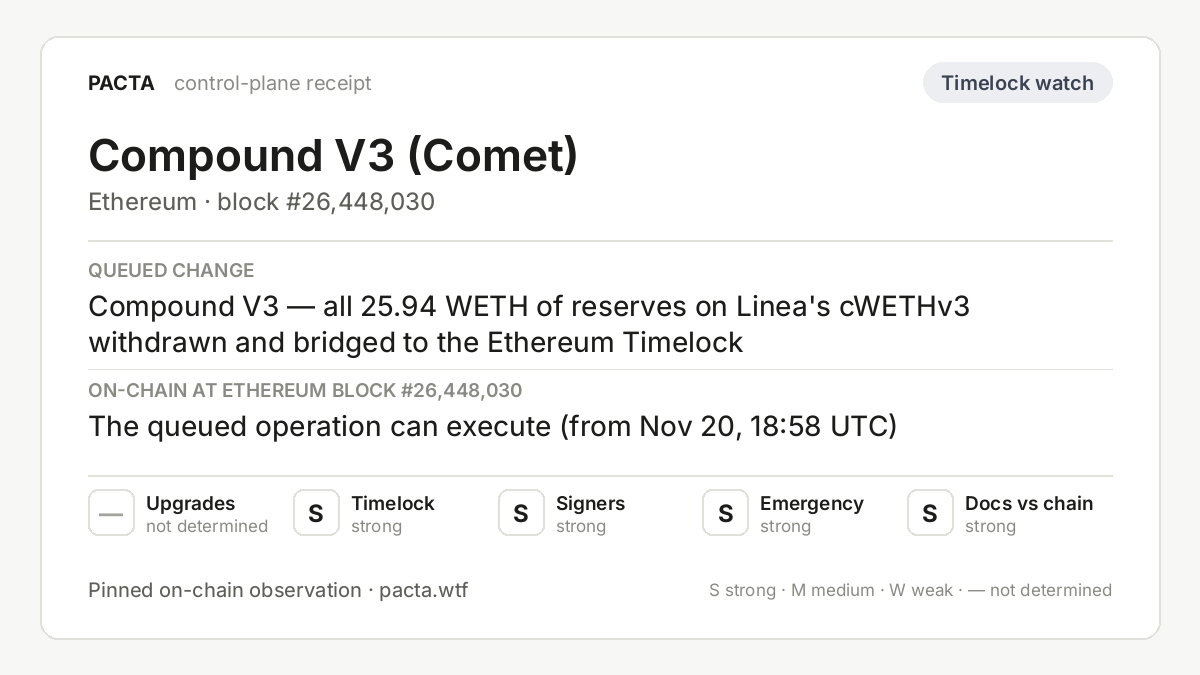 PACTA control-plane receipt
Timelock watch
Compound V3 (Comet)
Ethereum · block #26,448,030
QUEUED CHANGE
Compound V3 — all 25.94 WETH of reserves on Linea's cWETHv3
withdrawn and bridged to the Ethereum Timelock
ON-CHAIN AT ETHEREUM BLOCK #26,448,030
The queued operation can execute (from Nov 20, 18:58 UTC)
— Upgrades
not determined
S Timelock
strong
S Signers
strong
S Emergency
strong
S Docs vs chain
strong
Pinned on-chain observation · pacta.wtf
S strong · M medium · W weak · — not determined